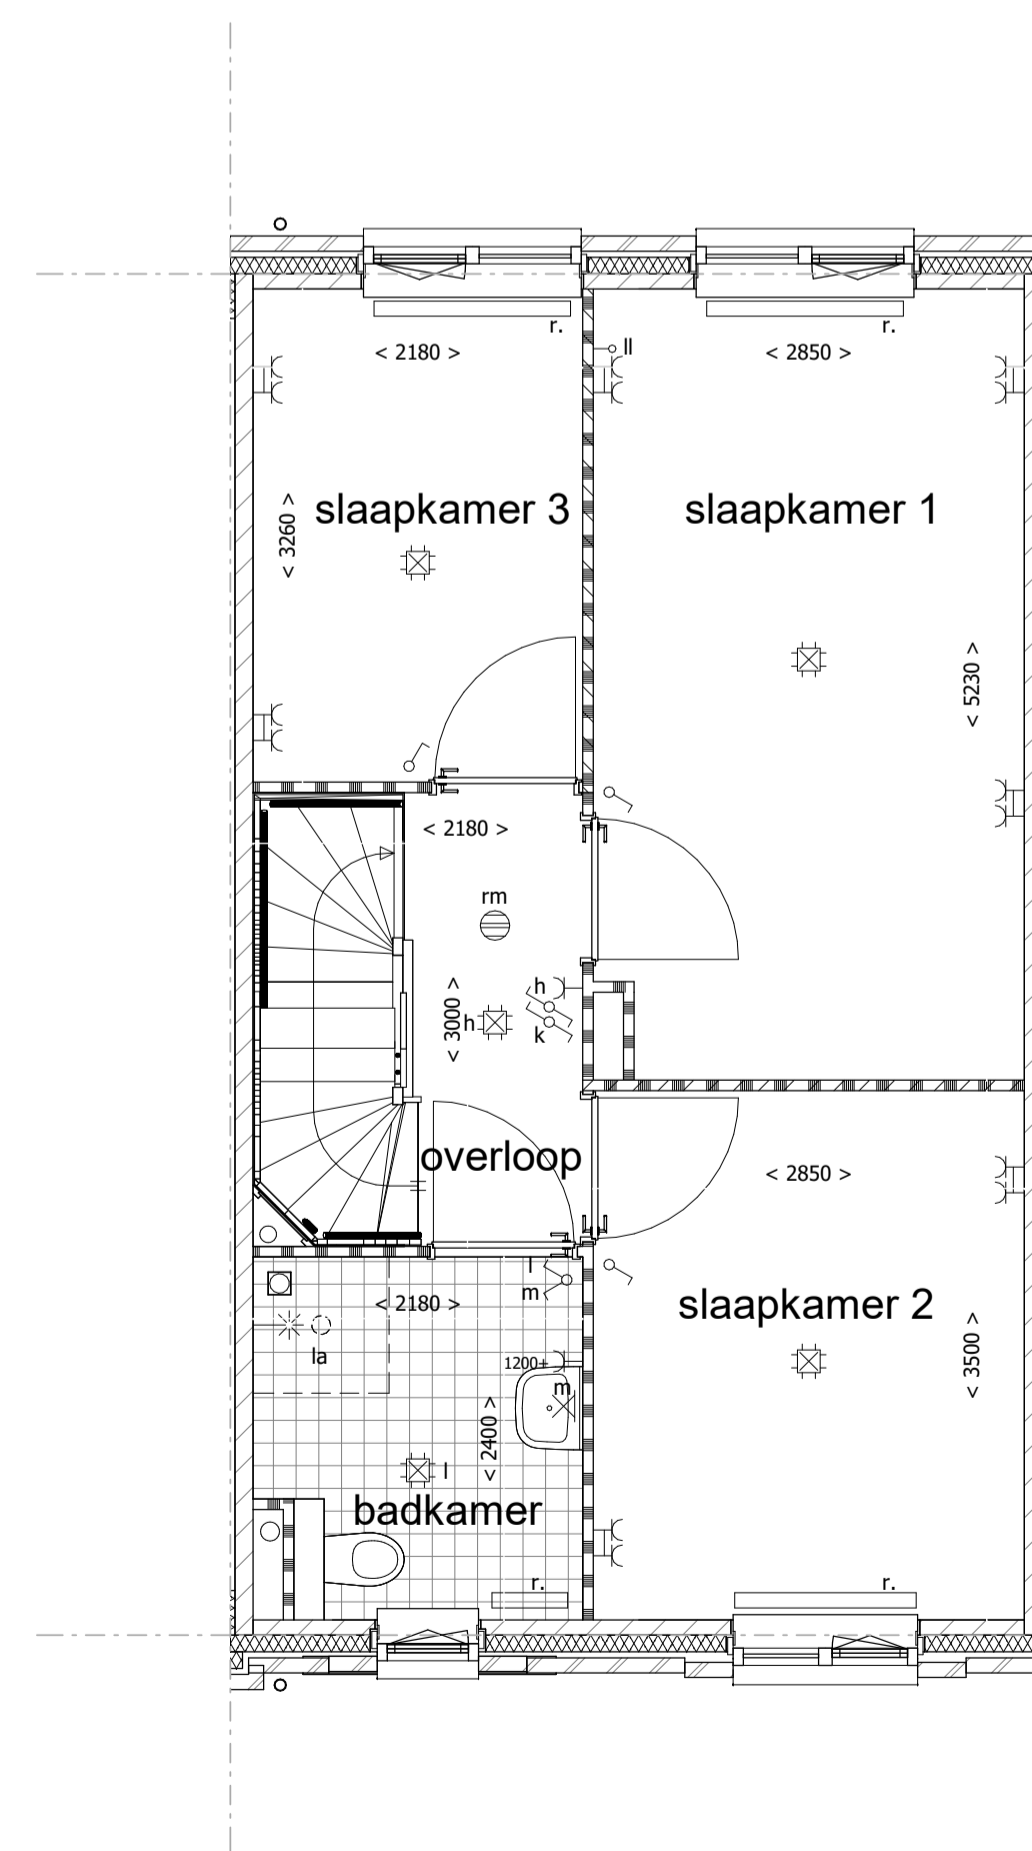 r.
r.
ll
< 2180 >
< 2850 >
slaapkamer 3
slaapkamer 1
< 3260 >
< 5230 >
< 2180 >
rm
h
< 3000 >
h
k
overloop
< 2850 >
l
m
< 2180 >
slaapkamer 2
la
1200+
< 3500 >
m
< 2400 >
l
badkamer
r.
r.